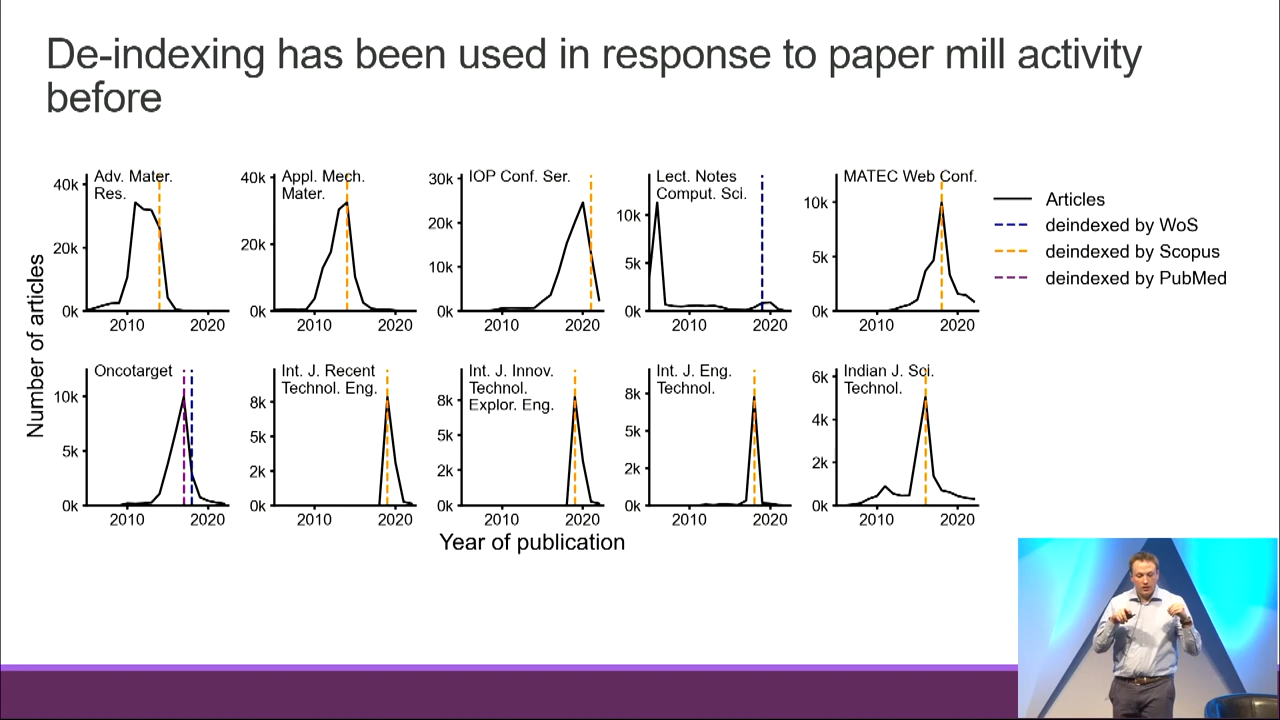 De-indexing has been used in response to paper mill activity
before
Number of articles
Adv. Mater.
Res.
40k
20k
0k
2010
2020
Appl. Mech.
Mater.
40k
20k
0k
2010
2020
IOP Conf. Ser.
30k
20k
10k
0k
2010
2020
Lect. Notes
Comput. Sci.
10k
5k
0k
2010
2020
MATEC Web Conf.
10k
5k
0k
2010
2020
Articles
deindexed by WoS
deindexed by Scopus
deindexed by PubMed
Oncotarget
10k
5k
0k
2010
2020
Int. J. Recent
Technol. Eng.
8k
5k
2k
0k
2010
2020
Int. J. Innov.
Technol.
Explor. Eng.
8k
5k
2k
0k
2010
2020
Int. J. Eng.
Technol.
8k
5k
2k
0k
2010
2020
Indian J. Sci.
Technol.
6k
4k
2k
0k
2010
2020
Year of publication